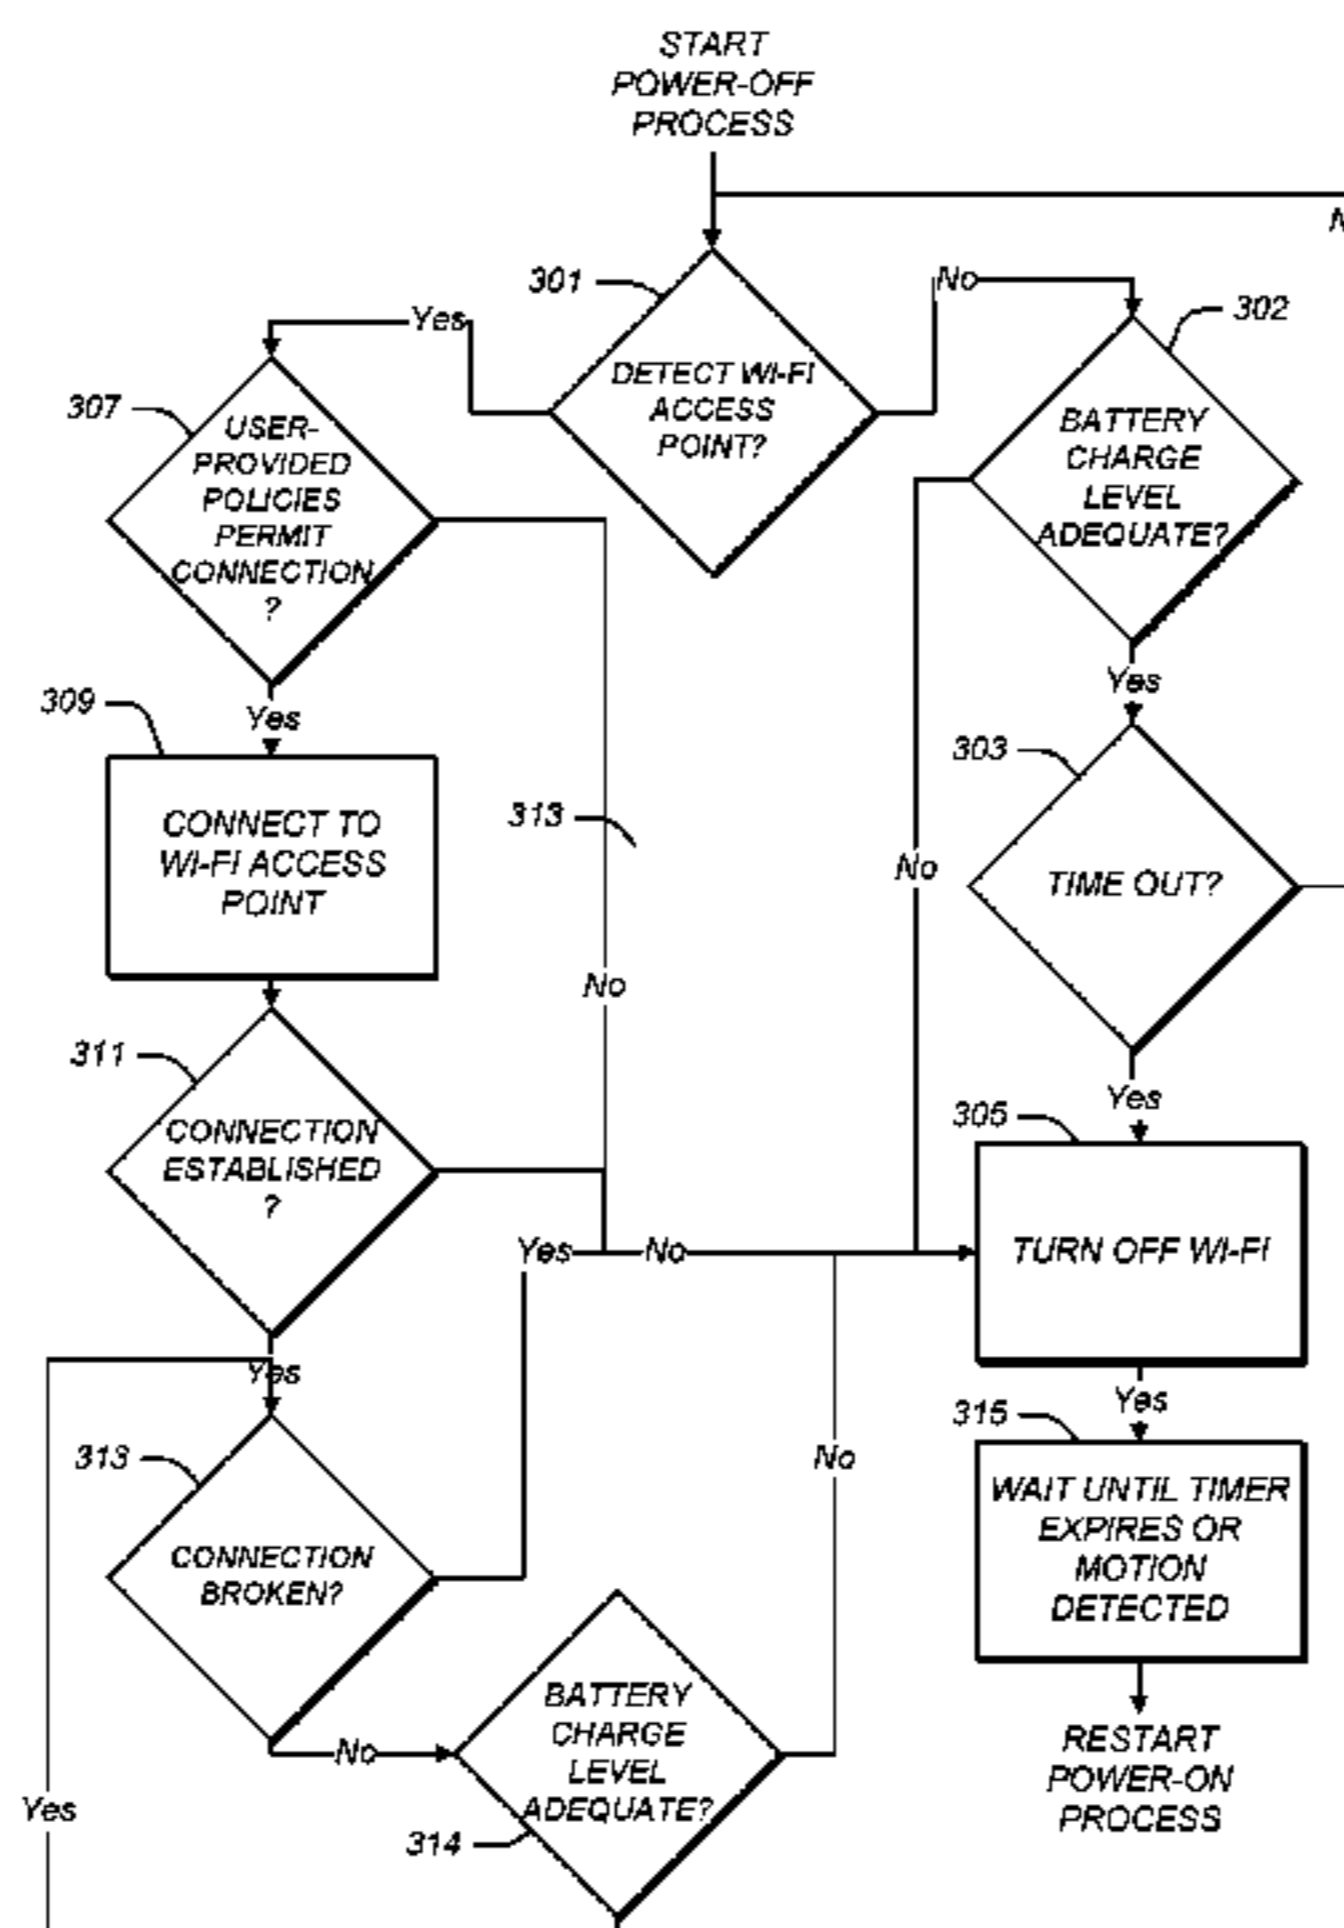 START
POWER-OFF
PROCESS
N
301
No
302
Yes
DETECT WI-FI
ACCESS
POINT?
307
USER-
PROVIDED
POLICIES
PERMIT
CONNECTION
?
BATTERY
CHARGE
LEVEL
ADEQUATE?
Yes
309
Yes
303
CONNECT TO
WI-FI ACCESS
POINT
313
No
TIME OUT?
No
311
CONNECTION
ESTABLISHED
?
Yes
305
Yes
No
TURN OFF WI-FI
Yes
Yes
315
313
No
WAIT UNTIL TIMER
EXPIRES OR
MOTION
DETECTED
CONNECTION
BROKEN?
No
BATTERY
CHARGE
LEVEL
ADEQUATE?
314
Yes
RESTART
POWER-ON
PROCESS